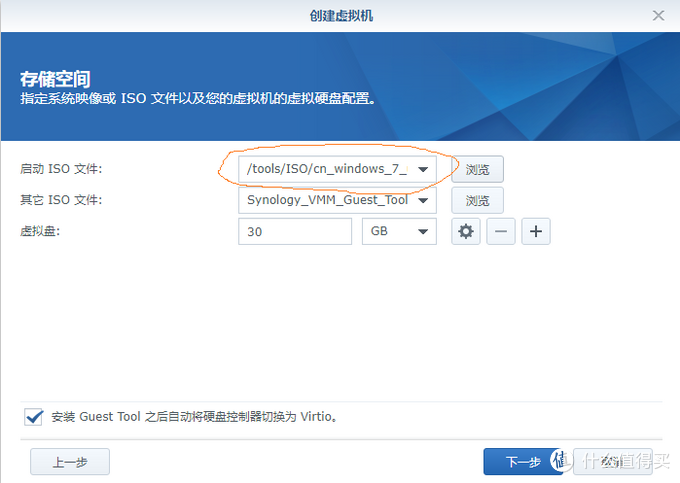 创建虚拟机
存储空间
指定系统映像或 ISO 文件以及您的虚拟机的虚拟硬盘配置。
启动 ISO 文件: /tools/ISO/cn_windows_7_ 浏览
其它 ISO 文件: Synology_VMM_Guest_Tool 浏览
虚拟盘: 30 GB
安装 Guest Tool 之后自动将硬盘控制器切换为 Virtio。
上一步 下一步 值 什么值得买